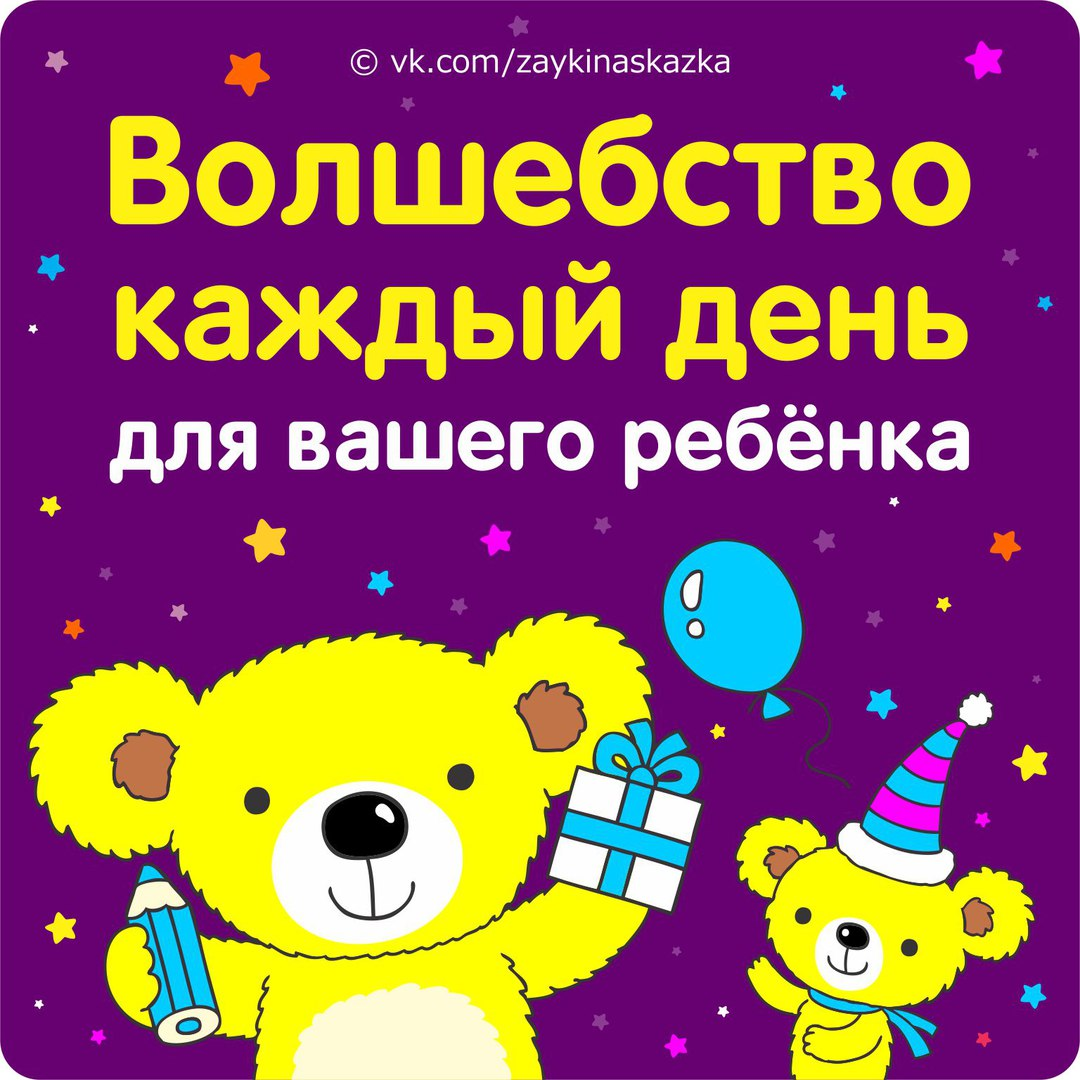 © vk.com/zaykinaskazka
Волшебство
каждый день
для вашего ребёнка